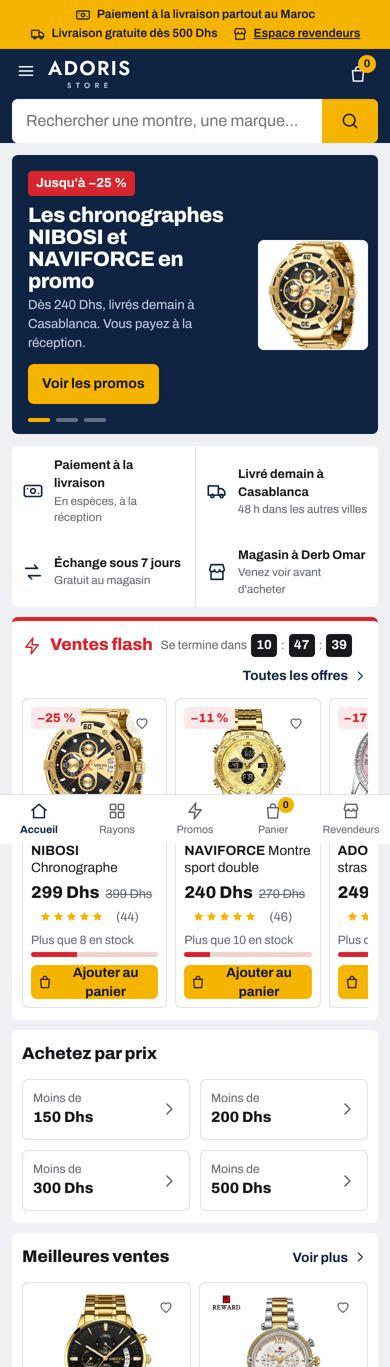 Paiement à la livraison partout au Maroc
Livraison gratuite dès 500 Dhs Espace revendeurs
ADORIS
STORE
0
Rechercher une montre, une marque...
Jusqu'à −25 %
Les chronographes
NIBOSI et
NAVIFORCE en
promo
Dès 240 Dhs, livrés demain à
Casablanca. Vous payez à la
réception.
Voir les promos
Paiement à la
livraison
En espèces, à la
réception
Livré demain à
Casablanca
48 h dans les autres villes
Échange sous 7 jours
Gratuit au magasin
Magasin à Derb Omar
Venez voir avant
d'acheter
Ventes flash Se termine dans 10 : 47 : 39
Toutes les offres
−25 %
−11 %
−17
Accueil
Rayons
Promos
0
Panier
Revendeurs
NIBOSI
Chronographe
299 Dhs 399 Dhs
(44)
Plus que 8 en stock
Ajouter au
panier
NAVIFORCE Montre
sport double
240 Dhs 270 Dhs
(46)
Plus que 10 en stock
Ajouter au
panier
ADO
stras
249
Plus c
Achetez par prix
Moins de
150 Dhs
Moins de
200 Dhs
Moins de
300 Dhs
Moins de
500 Dhs
Meilleures ventes Voir plus
REWARD